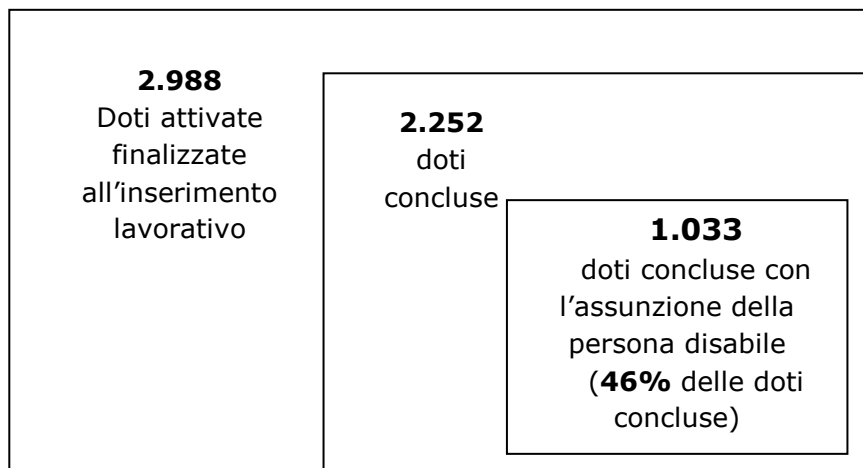 2.988
Doti attivate
finalizzate
all'inserimento
lavorativo
2.252
doti
concluse
1.033
doti concluse con
l'assunzione della
persona disabile
(46% delle doti
concluse)